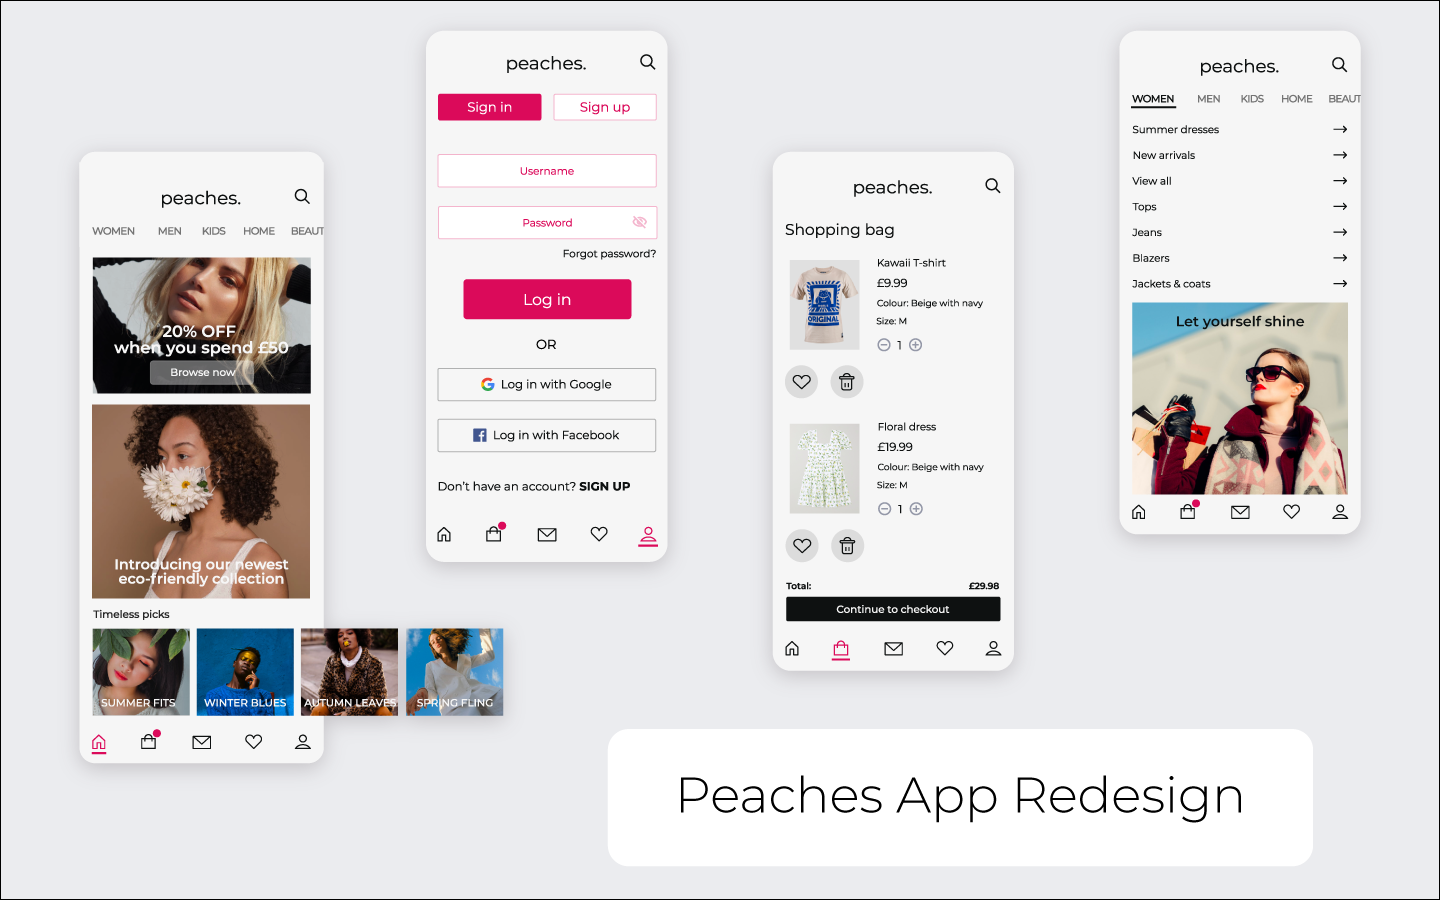 peaches.
WOMEN MEN KIDS HOME BEAUT
20% OFF
when you spend £50
Browse now
Introducing our newest
eco-friendly collection
Timeless picks
SUMMER FITS WINTER BLUES AUTUMN LEAVES SPRING FLING
peaches.
Sign in Sign up
Username
Password
Forgot password?
Log in
OR
Log in with Google
Log in with Facebook
Don't have an account? SIGN UP
peaches.
Shopping bag
Kawaii T-shirt
£9.99
Colour: Beige with navy
Size: M
1
ORIGINAL
Floral dress
£19.99
Colour: Beige with navy
Size: M
1
Total: £29.98
Continue to checkout
peaches.
WOMEN MEN KIDS HOME BEAUT
Summer dresses
New arrivals
View all
Tops
Jeans
Blazers
Jackets & coats
Let yourself shine
Peaches App Redesign